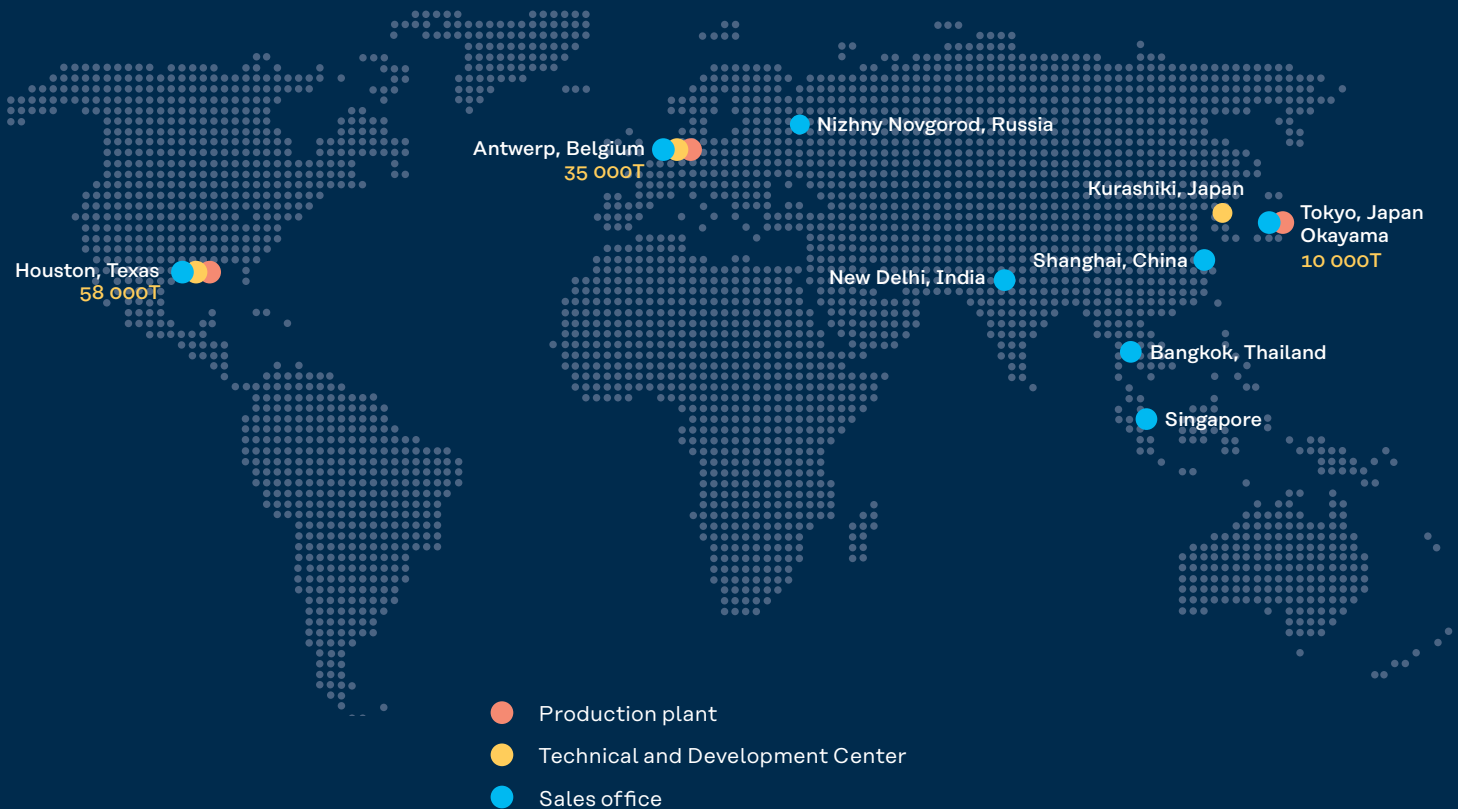 Nizhny Novgorod, Russia
Antwerp, Belgium
35 000T
Kurashiki, Japan
Tokyo, Japan
Okayama
10 000T
Shanghai, China
Houston, Texas
58 000T
New Delhi, India
Bangkok, Thailand
Singapore
Production plant
Technical and Development Center
Sales office